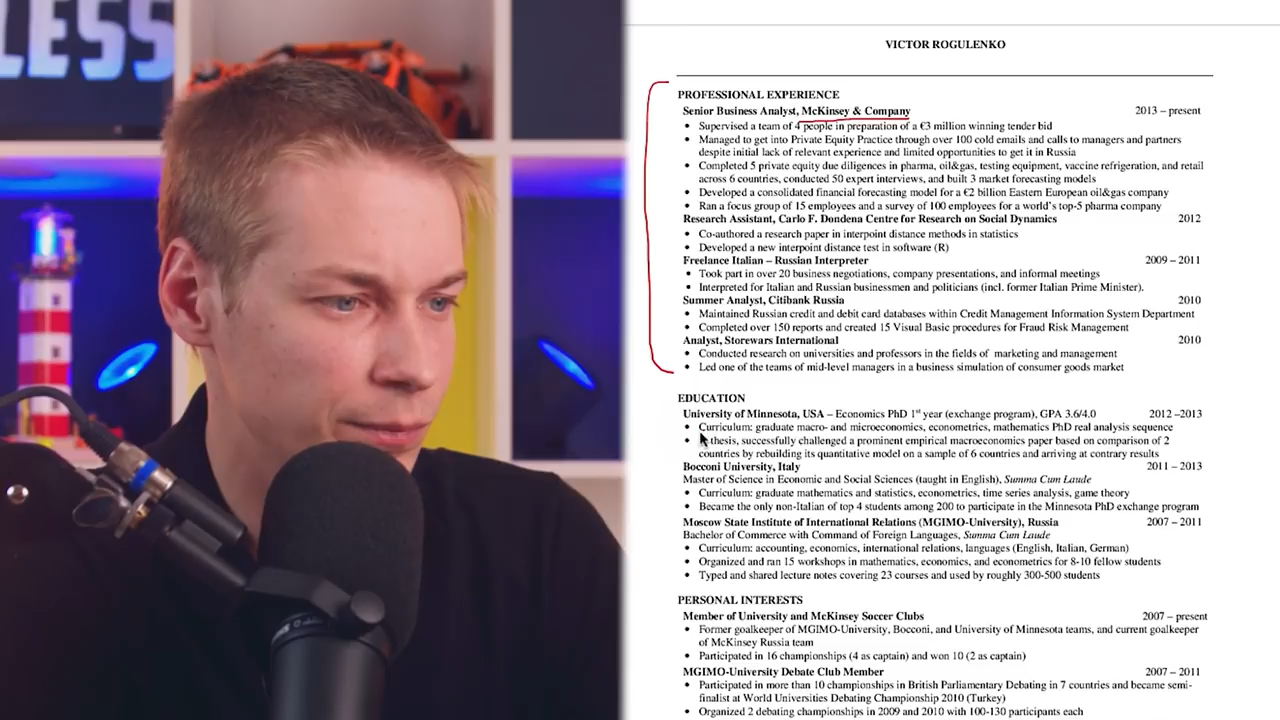 LESS
VICTOR ROGULENKO
PROFESSIONAL EXPERIENCE
Senior Business Analyst, McKinsey & Company 2013 – present
• Supervised a team of 4 people in preparation of a €3 million winning tender bid
• Managed to get into Private Equity Practice through over 100 cold emails and calls to managers and partners
despite initial lack of relevant experience and limited opportunities to get it in Russia
• Completed 5 private equity due diligences in pharma, oil&gas, testing equipment, vaccine refrigeration, and retail
across 6 countries, conducted 50 expert interviews, and built 3 market forecasting models
• Developed a consolidated financial forecasting model for a €2 billion Eastern European oil&gas company
• Ran a focus group of 15 employees and a survey of 100 employees for a world's top-5 pharma company
Research Assistant, Carlo F. Dondena Centre for Research on Social Dynamics 2012
• Co-authored a research paper in interpoint distance methods in statistics
• Developed a new interpoint distance test in software (R)
Freelance Italian – Russian Interpreter 2009 – 2011
• Took part in over 20 business negotiations, company presentations, and informal meetings
• Interpreted for Italian and Russian businessmen and politicians (incl. former Italian Prime Minister).
Summer Analyst, Citibank Russia 2010
• Maintained Russian credit and debit card databases within Credit Management Information System Department
• Completed over 150 reports and created 15 Visual Basic procedures for Fraud Risk Management
Analyst, Storewars International 2010
• Conducted research on universities and professors in the fields of marketing and management
• Led one of the teams of mid-level managers in a business simulation of consumer goods market
EDUCATION
University of Minnesota, USA – Economics PhD 1st year (exchange program), GPA 3.6/4.0 2012 –2013
• Curriculum: graduate macro- and microeconomics, econometrics, mathematics PhD real analysis sequence
• thesis, successfully challenged a prominent empirical macroeconomics paper based on comparison of 2
countries by rebuilding its quantitative model on a sample of 6 countries and arriving at contrary results
Bocconi University, Italy 2011 – 2013
Master of Science in Economic and Social Sciences (taught in English), Summa Cum Laude
• Curriculum: graduate mathematics and statistics, econometrics, time series analysis, game theory
• Became the only non-Italian of top 4 students among 200 to participate in the Minnesota PhD exchange program
Moscow State Institute of International Relations (MGIMO-University), Russia 2007 – 2011
Bachelor of Commerce with Command of Foreign Languages, Summa Cum Laude
• Curriculum: accounting, economics, international relations, languages (English, Italian, German)
• Organized and ran 15 workshops in mathematics, economics, and econometrics for 8-10 fellow students
• Typed and shared lecture notes covering 23 courses and used by roughly 300-500 students
PERSONAL INTERESTS
Member of University and McKinsey Soccer Clubs 2007 – present
• Former goalkeeper of MGIMO-University, Bocconi, and University of Minnesota teams, and current goalkeeper
of McKinsey Russia team
• Participated in 16 championships (4 as captain) and won 10 (2 as captain)
MGIMO-University Debate Club Member 2007 – 2011
• Participated in more than 10 championships in British Parliamentary Debating in 7 countries and became semi-
finalist at World Universities Debating Championship 2010 (Turkey)
• Organized 2 debating championships in 2009 and 2010 with 100-130 participants each